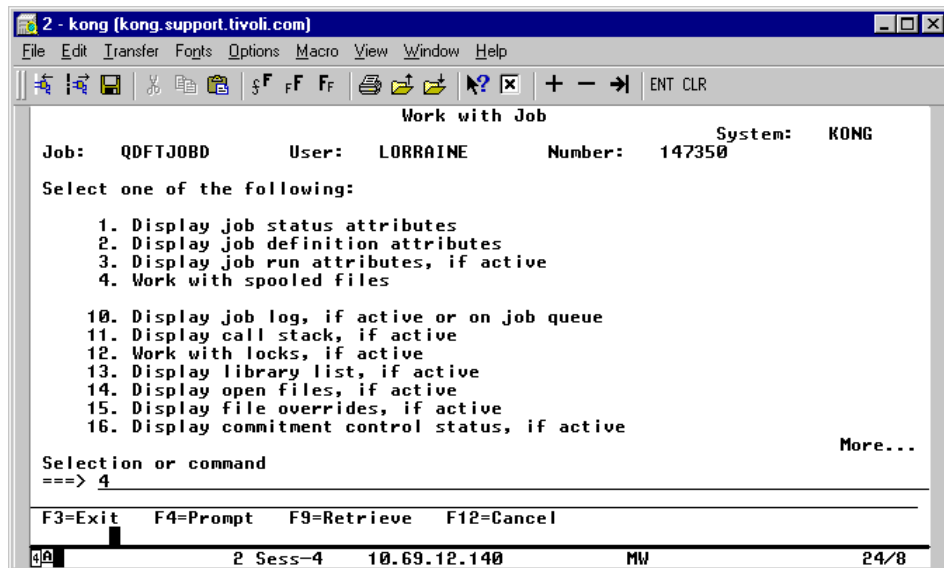 2 - kong (kong.support.tivoli.com)
File Edit Transfer Fonts Options Macro View Window Help
ENT CLR
Work with Job
System: KONG
Job: QDFTJOBD User: LORRAINE Number: 147350
Select one of the following:
1. Display job status attributes
2. Display job definition attributes
3. Display job run attributes, if active
4. Work with spooled files
10. Display job log, if active or on job queue
11. Display call stack, if active
12. Work with locks, if active
13. Display library list, if active
14. Display open files, if active
15. Display file overrides, if active
16. Display commitment control status, if active
More...
Selection or command
===> 4
F3=Exit F4=Prompt F9=Retrieve F12=Cancel
4A 2 Sess-4 10.69.12.140 MW 24/8